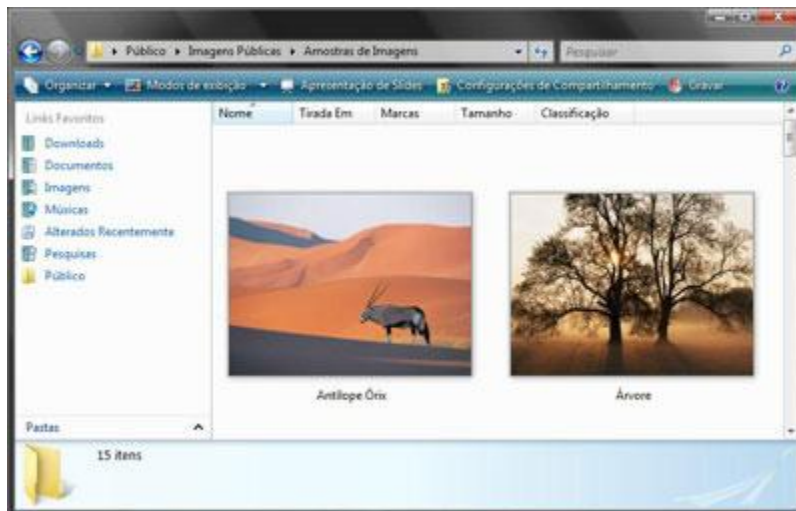 Público Imagens Públicas Amostras de Imagens Pesquisar
Organizar Modos de exibição Apresentação de Slides Configurações de Compartilhamento Gravar
Links Favoritos
Nome Tirada Em Marcas Tamanho Classificação
Downloads
Documentos
Imagens
Músicas
Alterados Recentemente
Pesquisas
Público
Antílope Órix Árvore
Pastas
15 itens